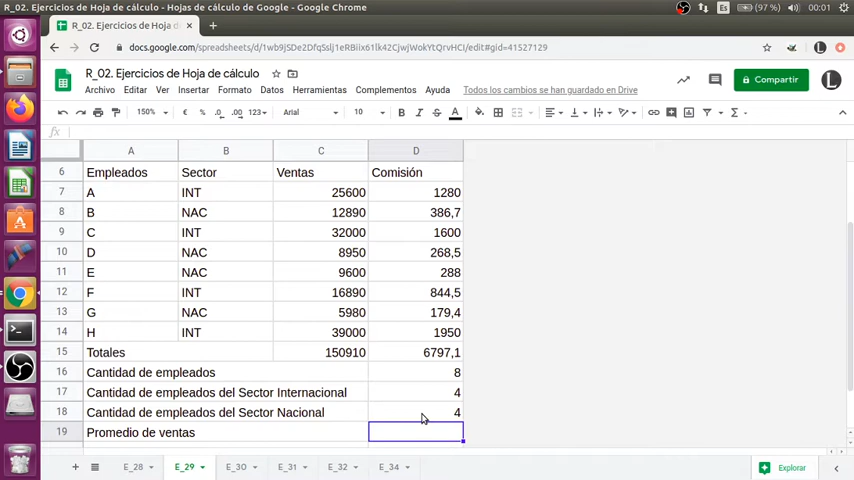 R_02. Ejercicios de Hoja de cálculo - Hojas de cálculo de Google - Google Chrome
Es (97 %) 00:01
R_02. Ejercicios de Hoja d
docs.google.com/spreadsheets/d/1wb9jSDe2DfqSslj1eRBiix61lk42CjwjWokYtQrvHCI/edit#gid=41527129
R_02. Ejercicios de Hoja de cálculo
Archivo Editar Ver Insertar Formato Datos Herramientas Complementos Ayuda Todos los cambios se han guardado en Drive
Compartir
150% € % .0 .00 123 Arial 10 B I S A
fx
A B C D
6 Empleados Sector Ventas Comisión
7 A INT 25600 1280
8 B NAC 12890 386,7
9 C INT 32000 1600
10 D NAC 8950 268,5
11 E NAC 9600 288
12 F INT 16890 844,5
13 G NAC 5980 179,4
14 H INT 39000 1950
15 Totales 150910 6797,1
16 Cantidad de empleados 8
17 Cantidad de empleados del Sector Internacional 4
18 Cantidad de empleados del Sector Nacional 4
19 Promedio de ventas
E_28 E_29 E_30 E_31 E_32 E_34 Explorar